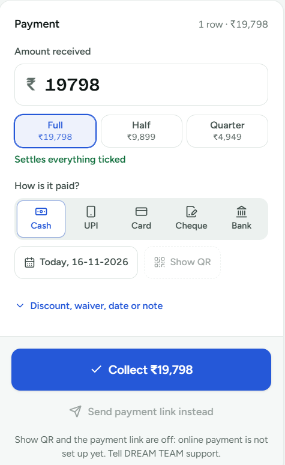 Payment
1 row · ₹19,798
Amount received
₹ 19798
Full
₹19,798
Half
₹9,899
Quarter
₹4,949
Settles everything ticked
How is it paid?
Cash
UPI
Card
Cheque
Bank
Today, 16-11-2026
Show QR
Discount, waiver, date or note
Collect ₹19,798
Send payment link instead
Show QR and the payment link are off: online payment is not
set up yet. Tell DREAM TEAM support.